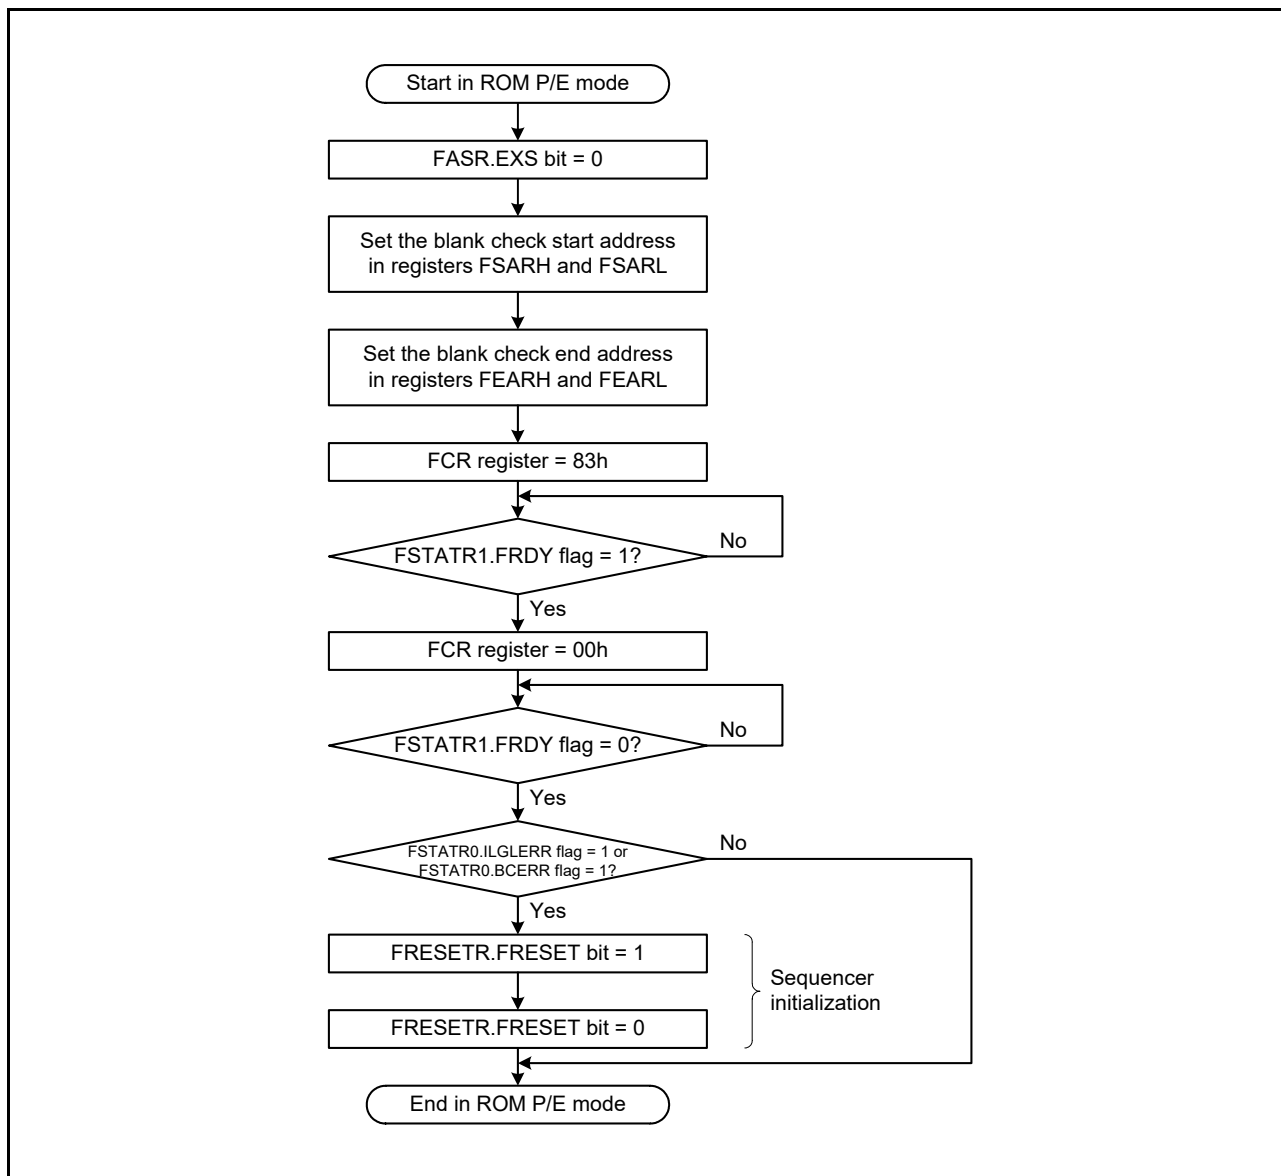 Start in ROM P/E mode
FASR.EXS bit = 0
Set the blank check start address
in registers FSARH and FSARL
Set the blank check end address
in registers FEARH and FEARL
FCR register = 83h
FSTATR1.FRDY flag = 1?
No
Yes
FCR register = 00h
FSTATR1.FRDY flag = 0?
No
Yes
FSTATR0.ILGLERR flag = 1 or
FSTATR0.BCERR flag = 1?
No
Yes
FRESETR.FRESET bit = 1
Sequencer
initialization
FRESETR.FRESET bit = 0
End in ROM P/E mode